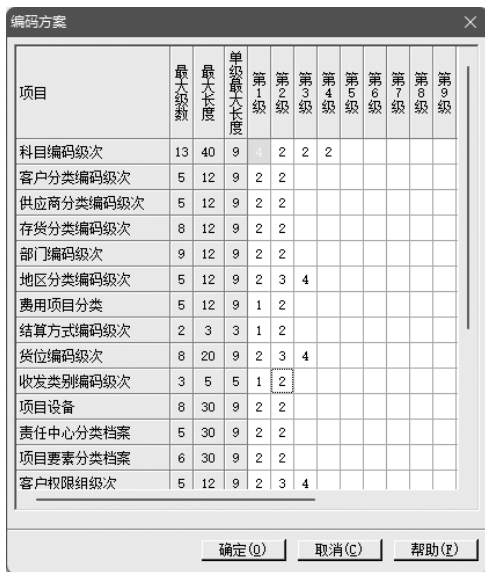 编码方案
项目 最大级数 最大长度 单级最大长度 第1级 第2级 第3级 第4级 第5级 第6级 第7级 第8级 第9级
科目编码级次 13 40 9 4 2 2 2
客户分类编码级次 5 12 9 2 2
供应商分类编码级次 5 12 9 2 2
存货分类编码级次 8 12 9 2 2
部门编码级次 9 12 9 2 2
地区分类编码级次 5 12 9 2 3 4
费用项目分类 5 12 9 1 2
结算方式编码级次 2 3 3 1 2
货位编码级次 8 20 9 2 3 4
收发类别编码级次 3 5 5 1 2
项目设备 8 30 9 2 2
责任中心分类档案 5 30 9 2 2
项目要素分类档案 6 30 9 2 2
客户权限组级次 5 12 9 2 3 4
确定(O) 取消(C) 帮助(F)